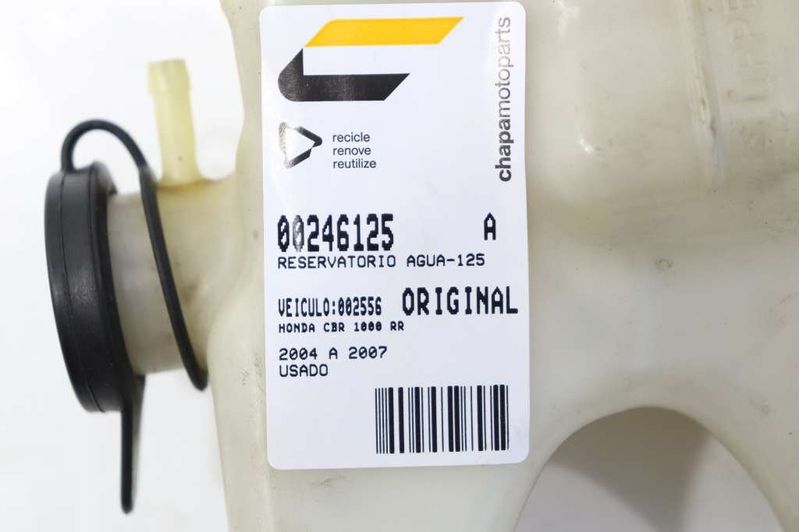 recicle
renove
reutilize
chapamotoparts
00246125 A
RESERVATORIO AGUA-125
VEICULO:002556 ORIGINAL
HONDA CBR 1000 RR
2004 A 2007
USADO